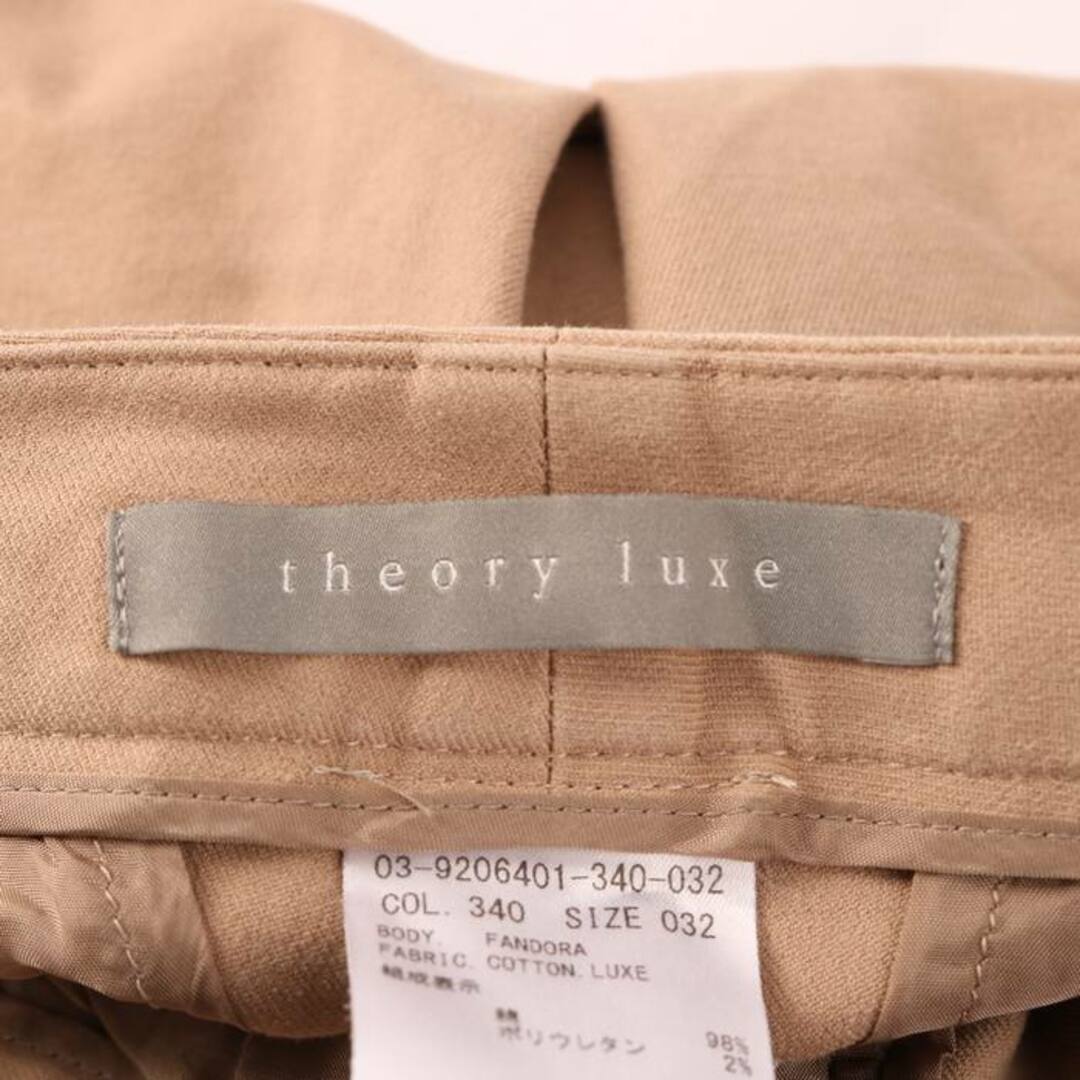 theory luxe
03-9206401-340-032
COL. 340 SIZE 032
BODY. FANDORA
FABRIC. COTTON. LUXE
組成表示
綿 98%
ポリウレタン 2%